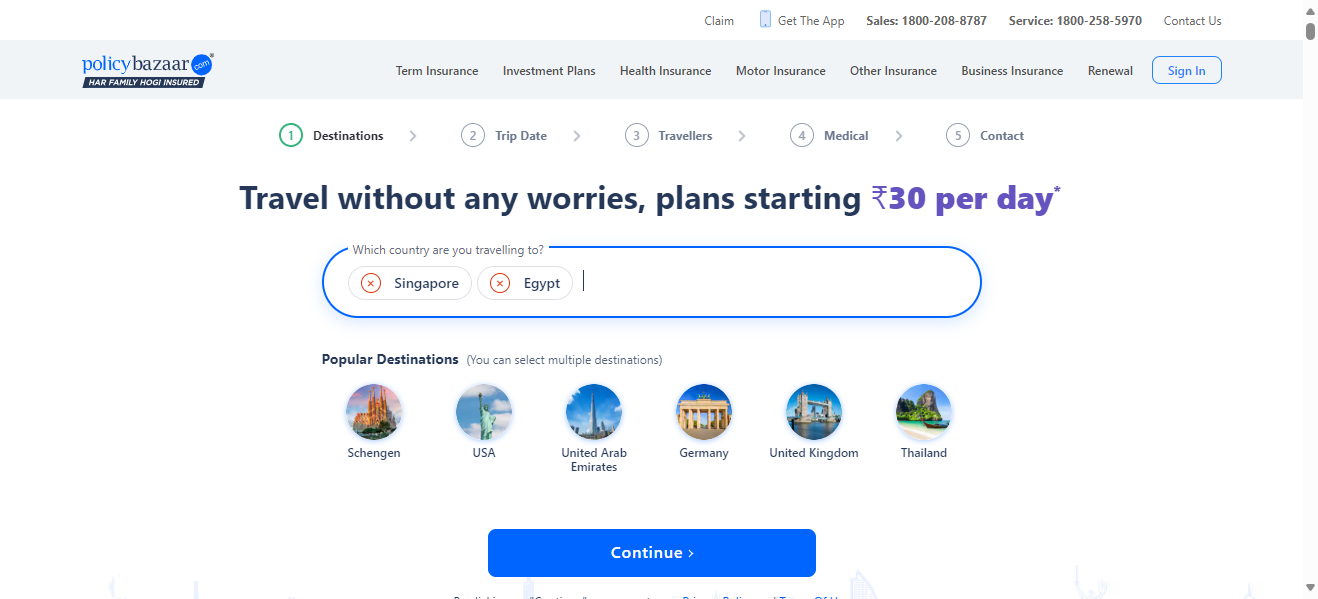 Claim Get The App Sales: 1800-208-8787 Service: 1800-258-5970 Contact Us
policybazaar.com
HAR FAMILY HOGI INSURED
Term Insurance Investment Plans Health Insurance Motor Insurance Other Insurance Business Insurance Renewal Sign In
1 Destinations 2 Trip Date 3 Travellers 4 Medical 5 Contact
Travel without any worries, plans starting ₹30 per day*
Which country are you travelling to?
Singapore Egypt
Popular Destinations (You can select multiple destinations)
Schengen USA United Arab Emirates Germany United Kingdom Thailand
Continue ›